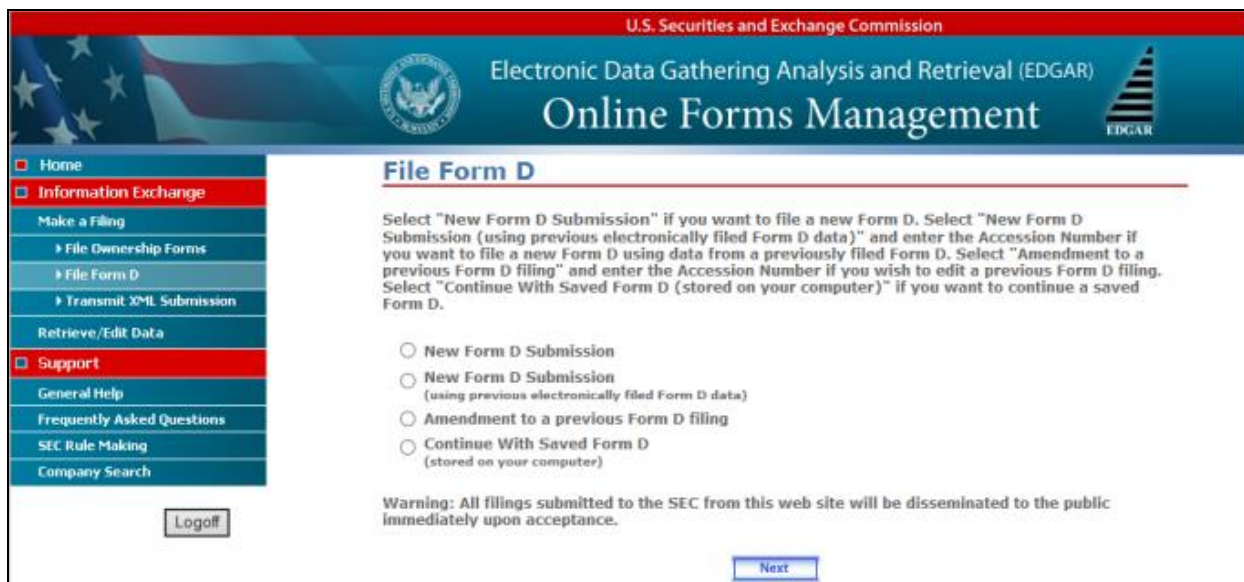 U.S. Securities and Exchange Commission
Electronic Data Gathering Analysis and Retrieval (EDGAR)
Online Forms Management
EDGAR
Home
Information Exchange
Make a Filing
File Ownership Forms
File Form D
Transmit XML Submission
Retrieve/Edit Data
Support
General Help
Frequently Asked Questions
SEC Rule Making
Company Search
Logoff
File Form D
Select "New Form D Submission" if you want to file a new Form D. Select "New Form D
Submission (using previous electronically filed Form D data)" and enter the Accession Number if
you want to file a new Form D using data from a previously filed Form D. Select "Amendment to a
previous Form D filing" and enter the Accession Number if you wish to edit a previous Form D filing.
Select "Continue With Saved Form D (stored on your computer)" if you want to continue a saved
Form D.
New Form D Submission
New Form D Submission
(using previous electronically filed Form D data)
Amendment to a previous Form D filing
Continue With Saved Form D
(stored on your computer)
Warning: All filings submitted to the SEC from this web site will be disseminated to the public
immediately upon acceptance.
Next